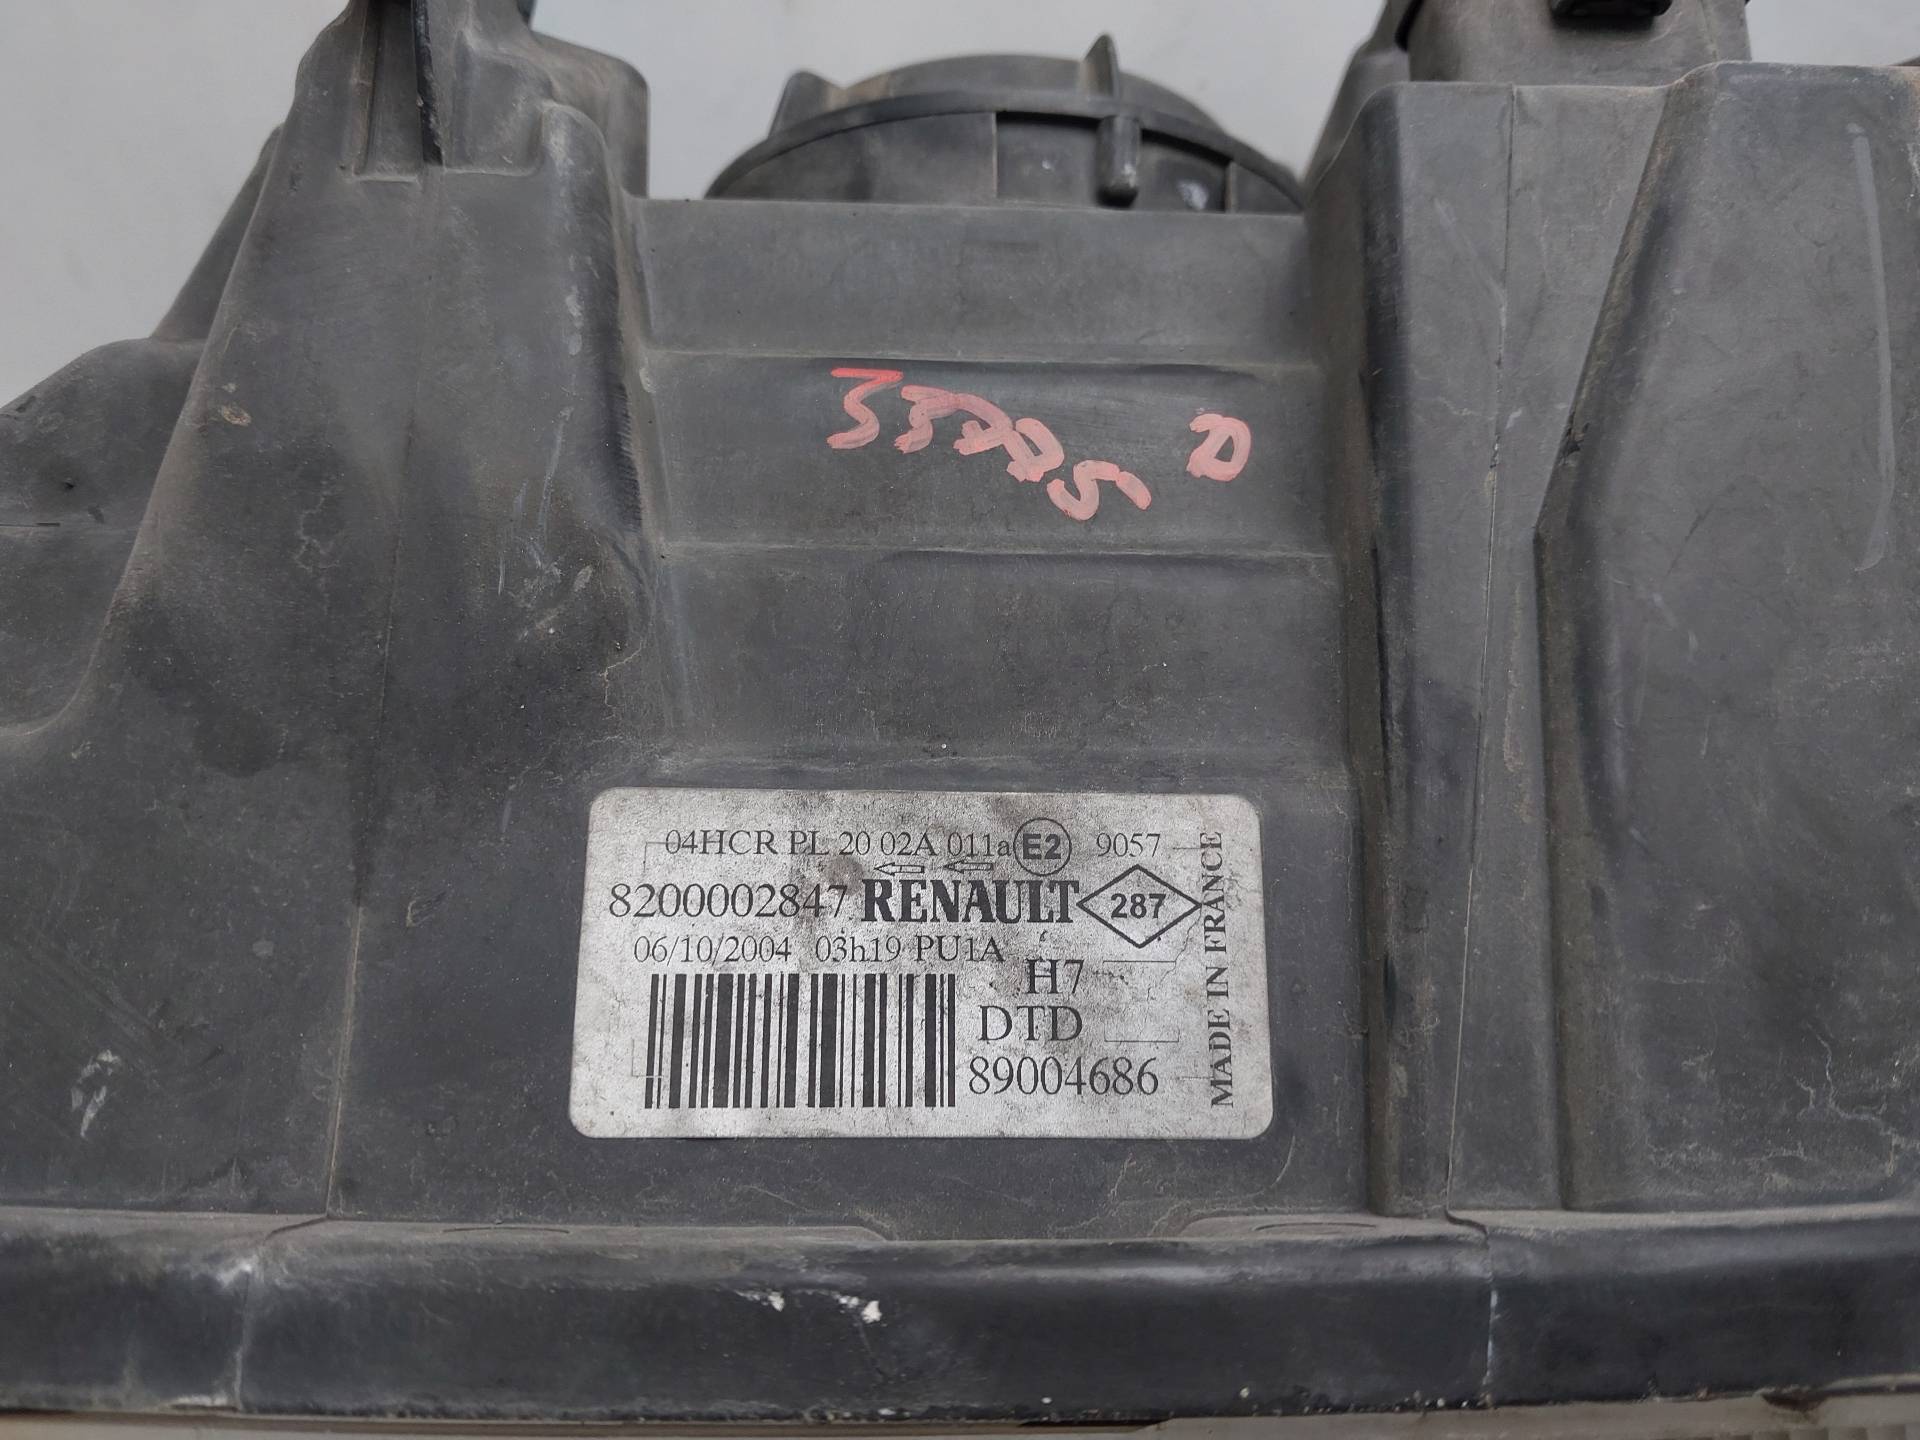 04HCR PL 20 02A 011a E2 9057
8200002847 RENAULT 287
06/10/2004 03h19 PU1A
H7
DTD
89004686
MADE IN FRANCE